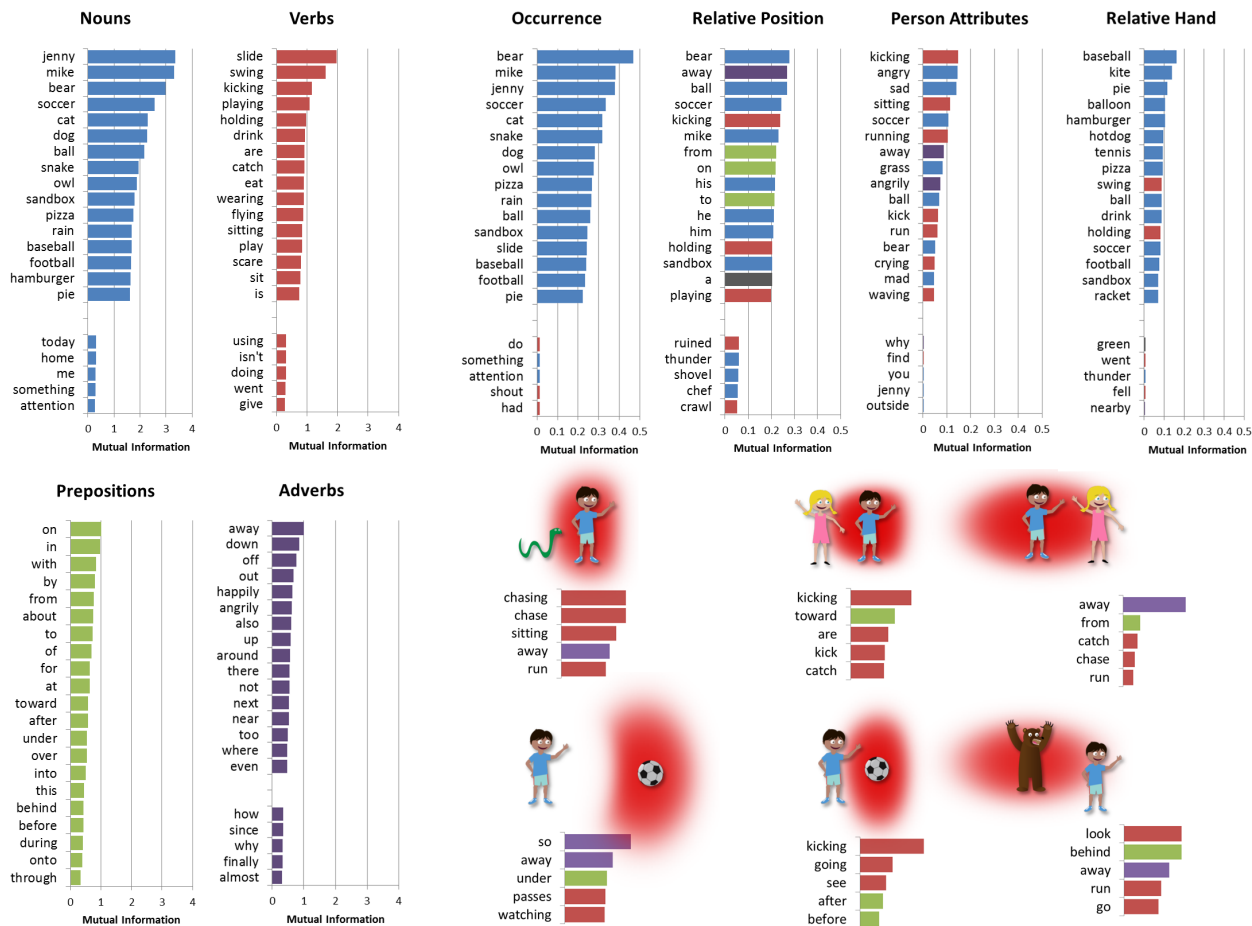 Nouns
jenny
mike
bear
soccer
cat
dog
ball
snake
owl
sandbox
pizza
rain
baseball
football
hamburger
pie
today
home
me
something
attention
0 1 2 3 4
Mutual Information
Verbs
slide
swing
kicking
playing
holding
drink
are
catch
eat
wearing
flying
sitting
play
scare
sit
is
using
isn't
doing
went
give
0 1 2 3 4
Mutual Information
Occurrence
bear
mike
jenny
soccer
cat
snake
dog
owl
pizza
rain
ball
sandbox
slide
baseball
football
pie
do
something
attention
shout
had
0 0.1 0.2 0.3 0.4 0.5
Mutual Information
Relative Position
bear
away
ball
soccer
kicking
mike
from
on
his
to
he
him
holding
sandbox
a
playing
ruined
thunder
shovel
chef
crawl
0 0.1 0.2 0.3 0.4 0.5
Mutual Information
Person Attributes
kicking
angry
sad
sitting
soccer
running
away
grass
angrily
ball
kick
run
bear
crying
mad
waving
why
find
you
jenny
outside
0 0.1 0.2 0.3 0.4 0.5
Mutual Information
Relative Hand
baseball
kite
pie
balloon
hamburger
hotdog
tennis
pizza
swing
ball
drink
holding
soccer
football
sandbox
racket
green
went
thunder
fell
nearby
0 0.1 0.2 0.3 0.4 0.5
Mutual Information
Prepositions
on
in
with
by
from
about
to
of
for
at
toward
after
under
over
into
this
behind
before
during
onto
through
0 1 2 3 4
Mutual Information
Adverbs
away
down
off
out
happily
angrily
also
up
around
there
not
next
near
too
where
even
how
since
why
finally
almost
0 1 2 3 4
Mutual Information
chasing
chase
sitting
away
run
kicking
toward
are
kick
catch
away
from
catch
chase
run
so
away
under
passes
watching
kicking
going
see
after
before
look
behind
away
run
go